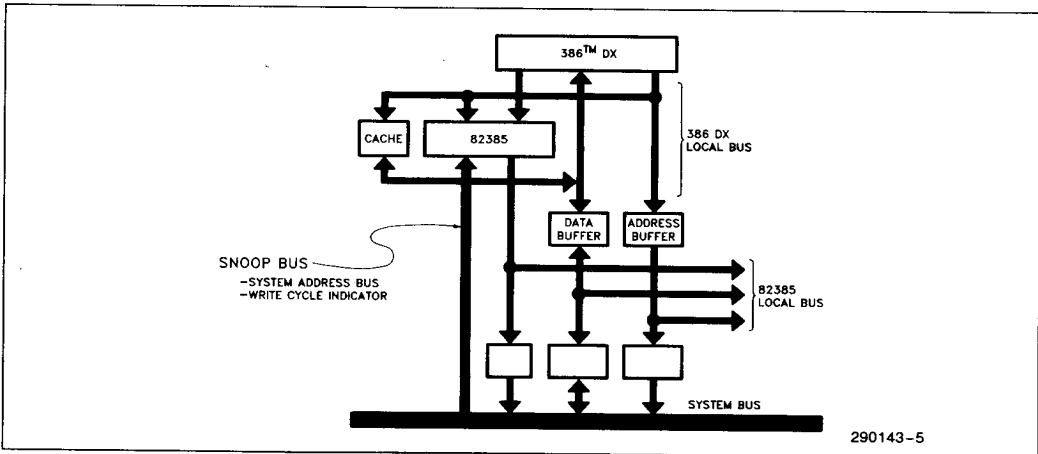 386™ DX
CACHE
82385
386 DX
LOCAL BUS
DATA
BUFFER
ADDRESS
BUFFER
SNOOP BUS
-SYSTEM ADDRESS BUS
-WRITE CYCLE INDICATOR
82385
LOCAL BUS
SYSTEM BUS
290143-5